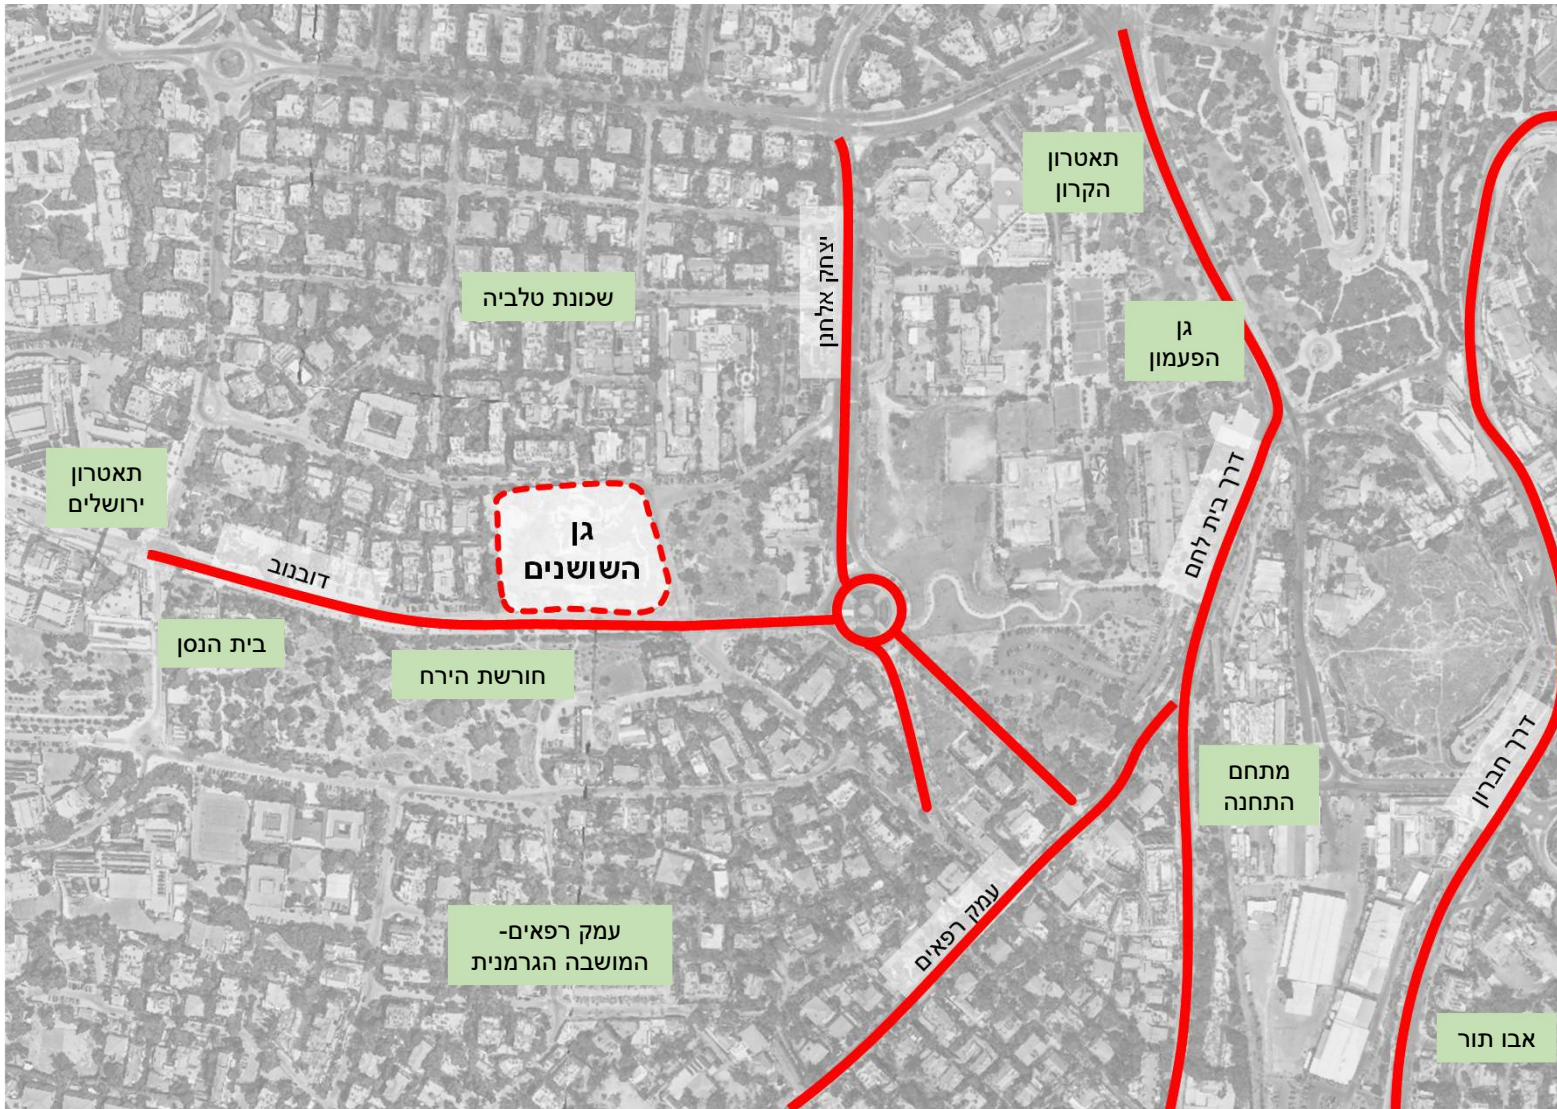 תאטרון
הקרון
יצחק אלחנן
שכונת טלביה
גן
הפעמון
תאטרון
ירושלים
דרך בית לחם
גן
השושנים
דובנוב
בית הנסן
חורשת הירח
מתחם
התחנה
דרך חברון
עמק רפאים
עמק רפאים-
המושבה הגרמנית
אבו תור